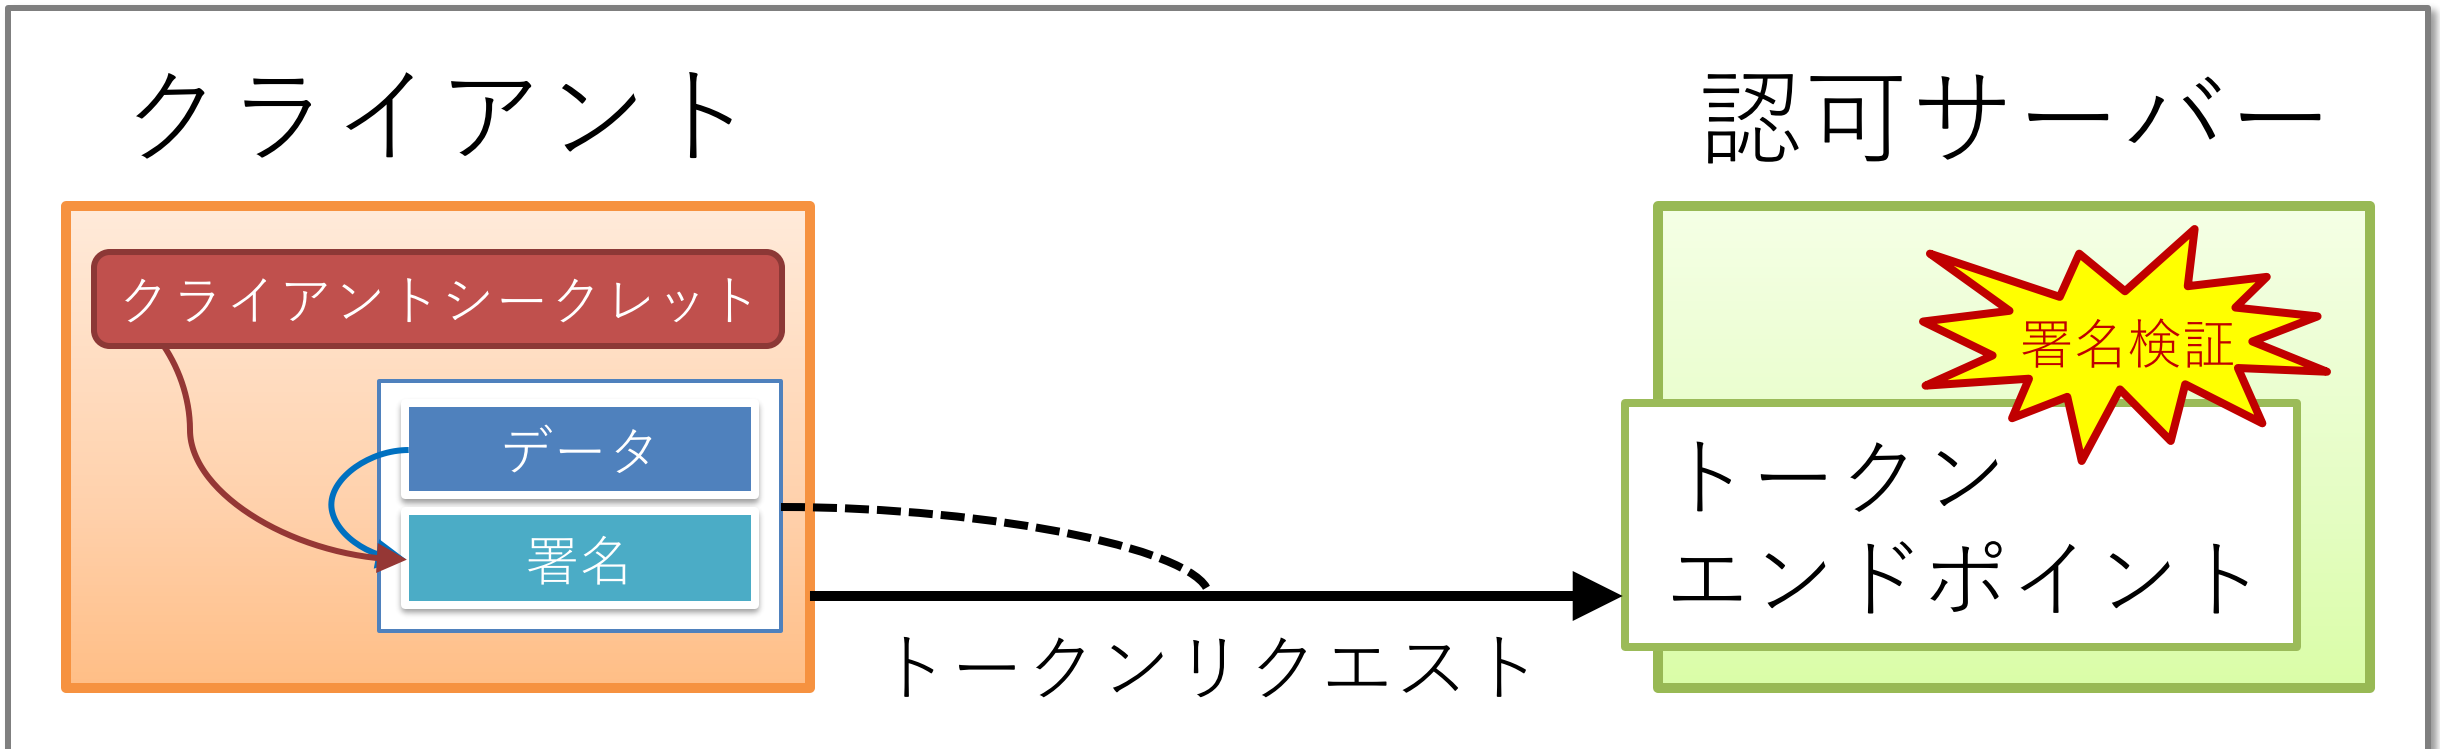 クライアント
認可サーバー
クライアントシークレット
データ
署名
署名検証
トークン
エンドポイント
トークンリクエスト